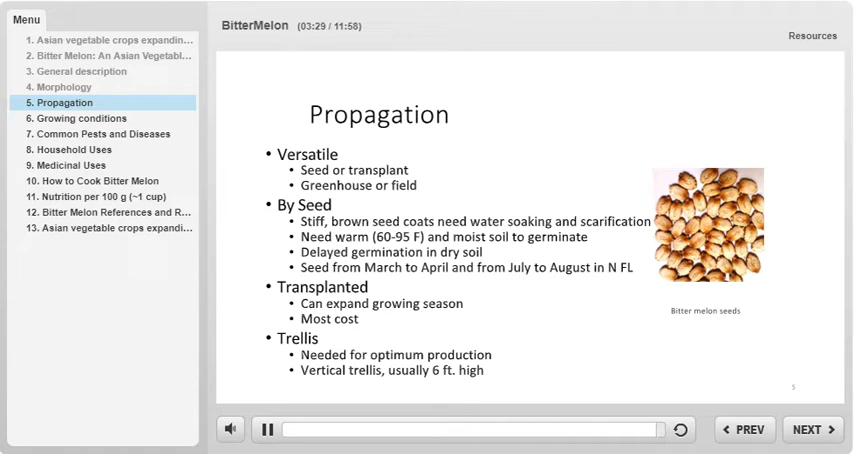 Menu
1. Asian vegetable crops expandin...
2. Bitter Melon: An Asian Vegetabl...
3. General description
4. Morphology
5. Propagation
6. Growing conditions
7. Common Pests and Diseases
8. Household Uses
9. Medicinal Uses
10. How to Cook Bitter Melon
11. Nutrition per 100 g (~1 cup)
12. Bitter Melon References and R...
13. Asian vegetable crops expandi...
BitterMelon (03:29 / 11:58)
Resources
Propagation
• Versatile
• Seed or transplant
• Greenhouse or field
• By Seed
• Stiff, brown seed coats need water soaking and scarification
• Need warm (60-95 F) and moist soil to germinate
• Delayed germination in dry soil
• Seed from March to April and from July to August in N FL
• Transplanted
• Can expand growing season
• Most cost
• Trellis
• Needed for optimum production
• Vertical trellis, usually 6 ft. high
Bitter melon seeds
5
PREV
NEXT